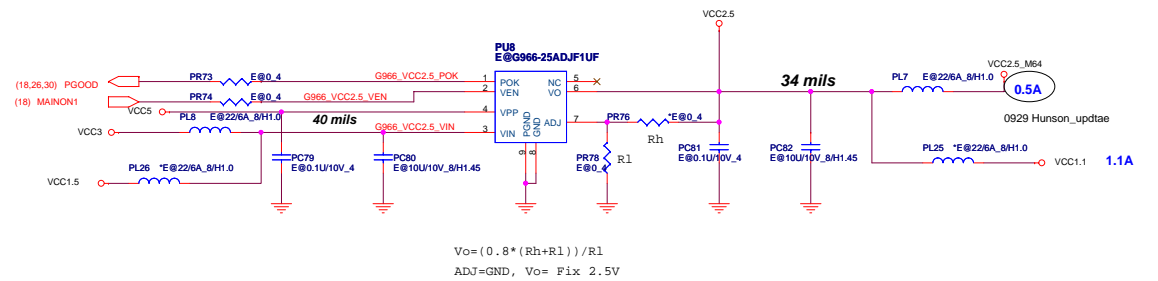 VCC2.5
PU8
E@G966-25ADJF1UF
(18,26,30) PGOOD
PR73 E@0_4
G966_VCC2.5_POK
1 POK
NC 5
(18) MAINON1
PR74 E@0_4
G966_VCC2.5_VEN
2 VEN
VO 6
34 mils
PL7 E@22/6A_8/H1.0
VCC2.5_M64
0.5A
0929 Hunson_updtae
VCC5
4 VPP
PL8 E@22/6A_8/H1.0
40 mils
VCC3
G966_VCC2.5_VIN
3 VIN
ADJ 7
PGND
GND
9
8
PR76 *E@0_4
Rh
PR78
E@0_4
Rl
PC81
E@0.1U/10V_4
PC82
E@10U/10V_8/H1.45
PL25 *E@22/6A_8/H1.0
VCC1.1
1.1A
PL26 *E@22/6A_8/H1.0
VCC1.5
PC79
E@0.1U/10V_4
PC80
E@10U/10V_8/H1.45
Vo=(0.8*(Rh+Rl))/Rl
ADJ=GND, Vo= Fix 2.5V